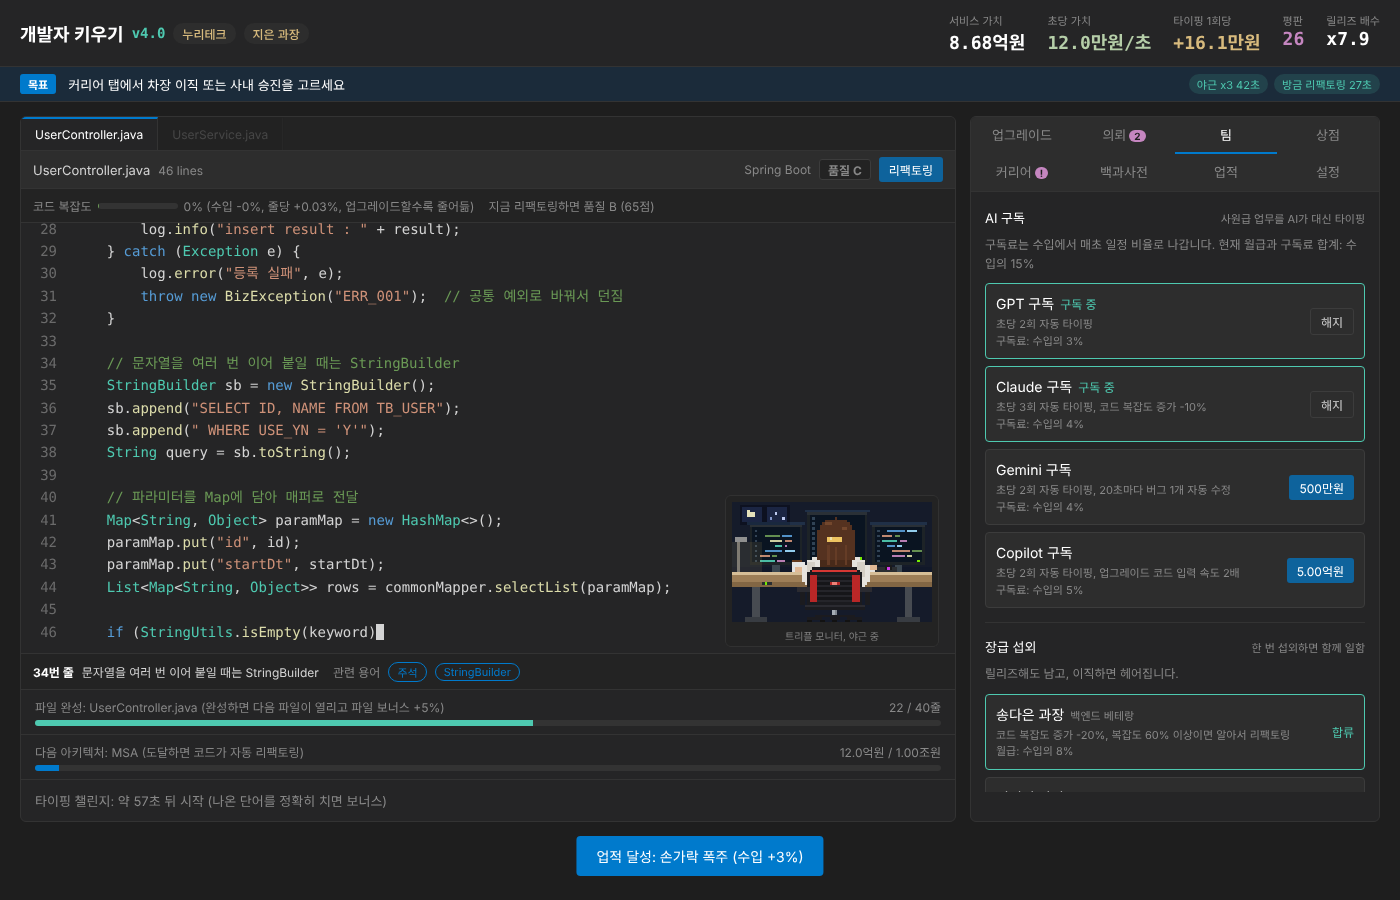 개발자 키우기 v4.0 누리테크 지은 과장
서비스 가치 초당 가치 타이핑 1회당 평판 릴리즈 배수
8.68억원 12.0만원/초 +16.1만원 26 x7.9
목표 커리어 탭에서 차장 이직 또는 사내 승진을 고르세요 야근 x3 42초 방금 리팩토링 27초
UserController.java UserService.java
UserController.java 46 lines Spring Boot 품질 C 리팩토링
코드 복잡도 0% (수입 -0%, 줄당 +0.03%, 업그레이드할수록 줄어듦) 지금 리팩토링하면 품질 B (65점)
28 log.info("insert result : " + result);
29 } catch (Exception e) {
30 log.error("등록 실패", e);
31 throw new BizException("ERR_001"); // 공통 예외로 바꿔서 던짐
32 }
33
34 // 문자열을 여러 번 이어 붙일 때는 StringBuilder
35 StringBuilder sb = new StringBuilder();
36 sb.append("SELECT ID, NAME FROM TB_USER");
37 sb.append(" WHERE USE_YN = 'Y'");
38 String query = sb.toString();
39
40 // 파라미터를 Map에 담아 매퍼로 전달
41 Map<String, Object> paramMap = new HashMap<>();
42 paramMap.put("id", id);
43 paramMap.put("startDt", startDt);
44 List<Map<String, Object>> rows = commonMapper.selectList(paramMap);
45
46 if (StringUtils.isEmpty(keyword)
트리플 모니터, 야근 중
34번 줄 문자열을 여러 번 이어 붙일 때는 StringBuilder 관련 용어 주석 StringBuilder
파일 완성: UserController.java (완성하면 다음 파일이 열리고 파일 보너스 +5%) 22 / 40줄
다음 아키텍처: MSA (도달하면 코드가 자동 리팩토링) 12.0억원 / 1.00조원
타이핑 챌린지: 약 57초 뒤 시작 (나온 단어를 정확히 치면 보너스)
업그레이드 의뢰 2 팀 상점
커리어 ! 백과사전 업적 설정
AI 구독 사원급 업무를 AI가 대신 타이핑
구독료는 수입에서 매초 일정 비율로 나갑니다. 현재 월급과 구독료 합계: 수
입의 15%
GPT 구독 구독 중
초당 2회 자동 타이핑
구독료: 수입의 3%
해지
Claude 구독 구독 중
초당 3회 자동 타이핑, 코드 복잡도 증가 -10%
구독료: 수입의 4%
해지
Gemini 구독
초당 2회 자동 타이핑, 20초마다 버그 1개 자동 수정
구독료: 수입의 4%
500만원
Copilot 구독
초당 2회 자동 타이핑, 업그레이드 코드 입력 속도 2배
구독료: 수입의 5%
5.00억원
장급 섭외 한 번 섭외하면 함께 일함
릴리즈해도 남고, 이직하면 헤어집니다.
송다은 과장 백엔드 베테랑
코드 복잡도 증가 -20%, 복잡도 60% 이상이면 알아서 리팩토링
월급: 수입의 8%
합류
업적 달성: 손가락 폭주 (수입 +3%)